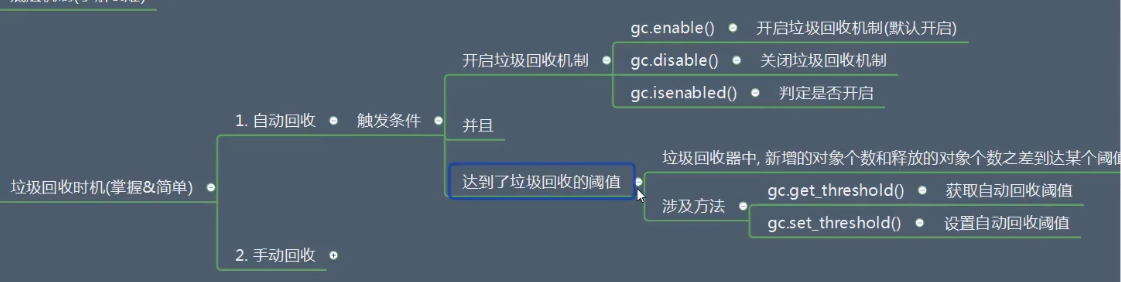 gc.enable() 开启垃圾回收机制(默认开启)
开启垃圾回收机制 gc.disable() 关闭垃圾回收机制
gc.isenabled() 判定是否开启
1. 自动回收 触发条件
并且
垃圾回收器中, 新增的对象个数和释放的对象个数之差到达某个阈值
达到了垃圾回收的阈值
垃圾回收时机(掌握&简单)
gc.get_threshold() 获取自动回收阈值
涉及方法
gc.set_threshold() 设置自动回收阈值
2. 手动回收